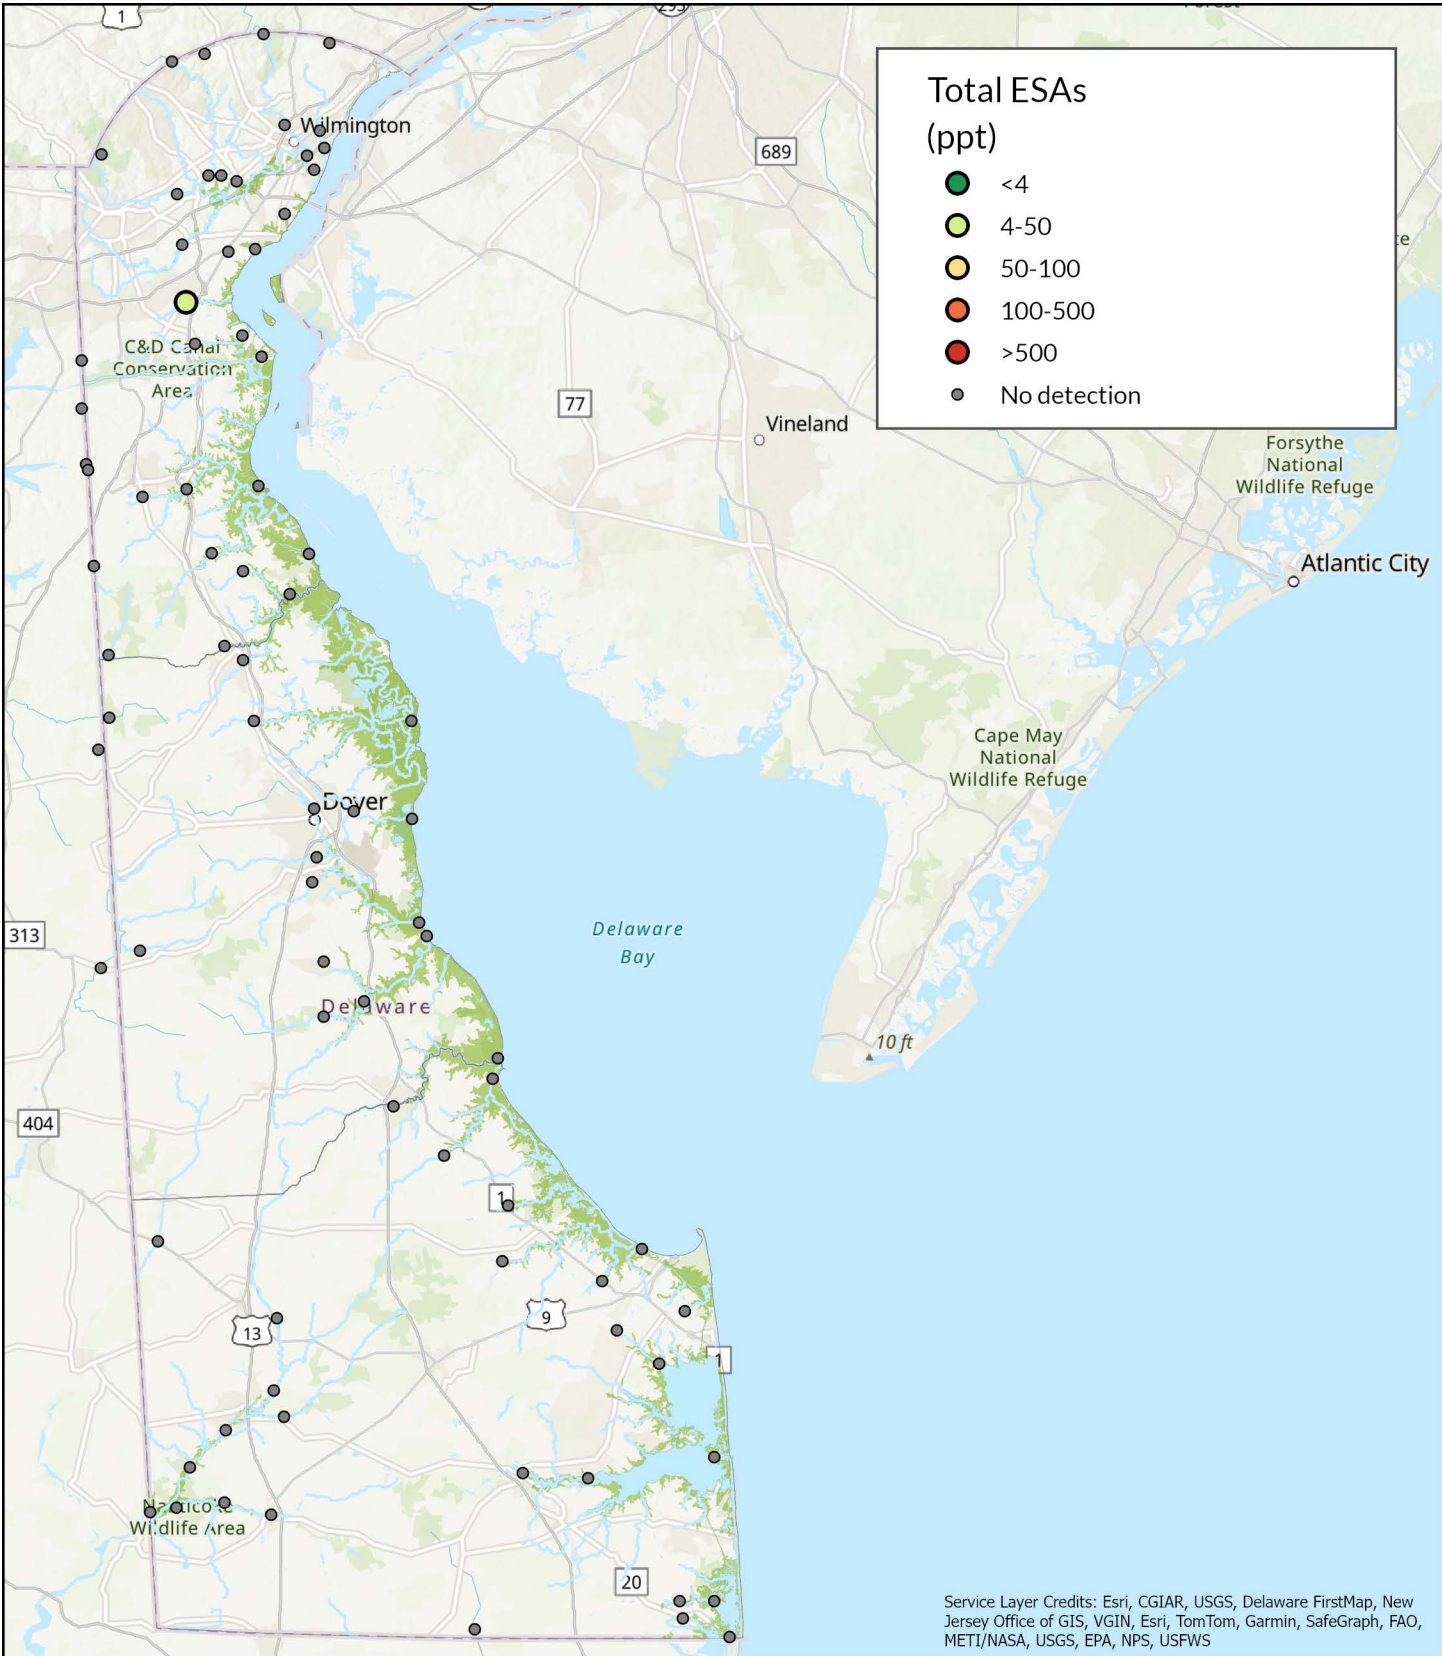 1
295
Forest
Total ESAs
(ppt)
<4
4-50
50-100
100-500
>500
No detection
Wilmington
689
C&D Canal
Conservation
Area
77
Vineland
Forsythe
National
Wildlife Refuge
Atlantic City
Cape May
National
Wildlife Refuge
Dover
313
Delaware
Bay
Delaware
10 ft
404
1
9
13
1
Nanticoke
Wildlife Area
20
Service Layer Credits: Esri, CGIAR, USGS, Delaware FirstMap, New
Jersey Office of GIS, VGIN, Esri, TomTom, Garmin, SafeGraph, FAO,
METI/NASA, USGS, EPA, NPS, USFWS